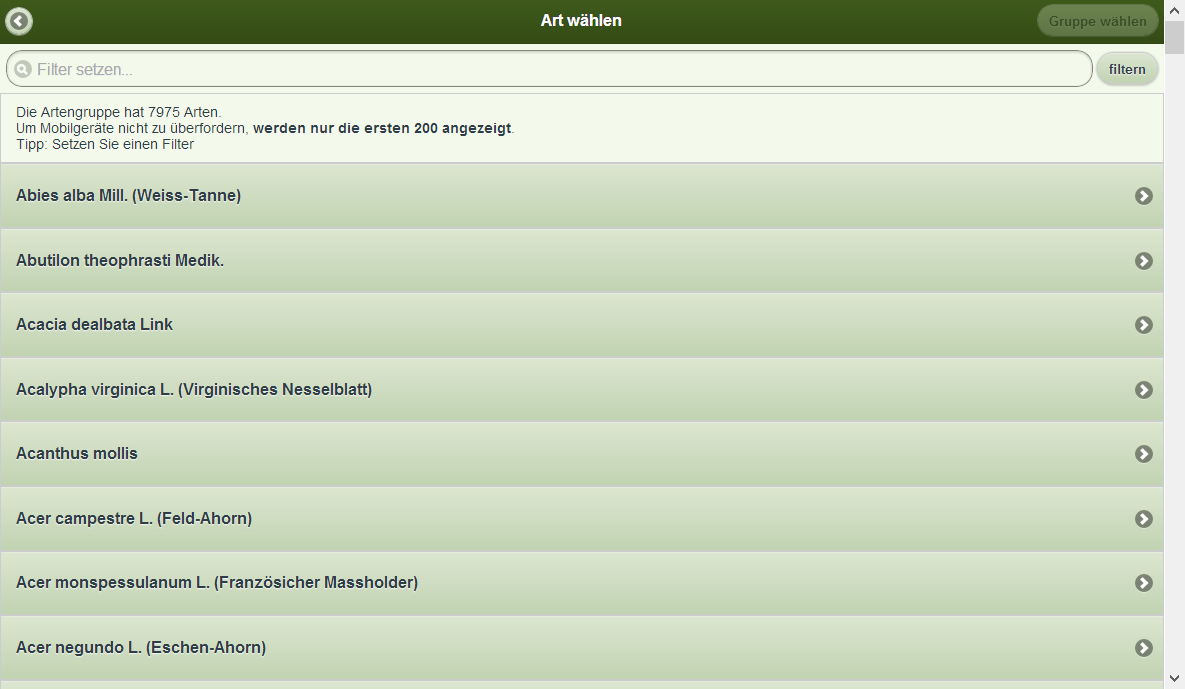 Art wählen
Gruppe wählen
Filter setzen...
filtern
Die Artengruppe hat 7975 Arten.
Um Mobilgeräte nicht zu überfordern, werden nur die ersten 200 angezeigt.
Tipp: Setzen Sie einen Filter
Abies alba Mill. (Weiss-Tanne)
Abutilon theophrasti Medik.
Acacia dealbata Link
Acalypha virginica L. (Virginisches Nesselblatt)
Acanthus mollis
Acer campestre L. (Feld-Ahorn)
Acer monspessulanum L. (Französicher Massholder)
Acer negundo L. (Eschen-Ahorn)